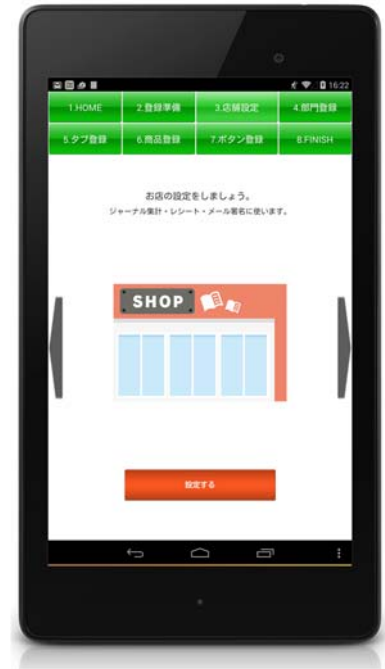 16:22
1.HOME
2.登録準備
3.店舗設定
4.部門登録
5.タブ登録
6.商品登録
7.ボタン登録
8.FINISH
お店の設定をしましょう。
ジャーナル集計・レシート・メール署名に使います。
SHOP
設定する